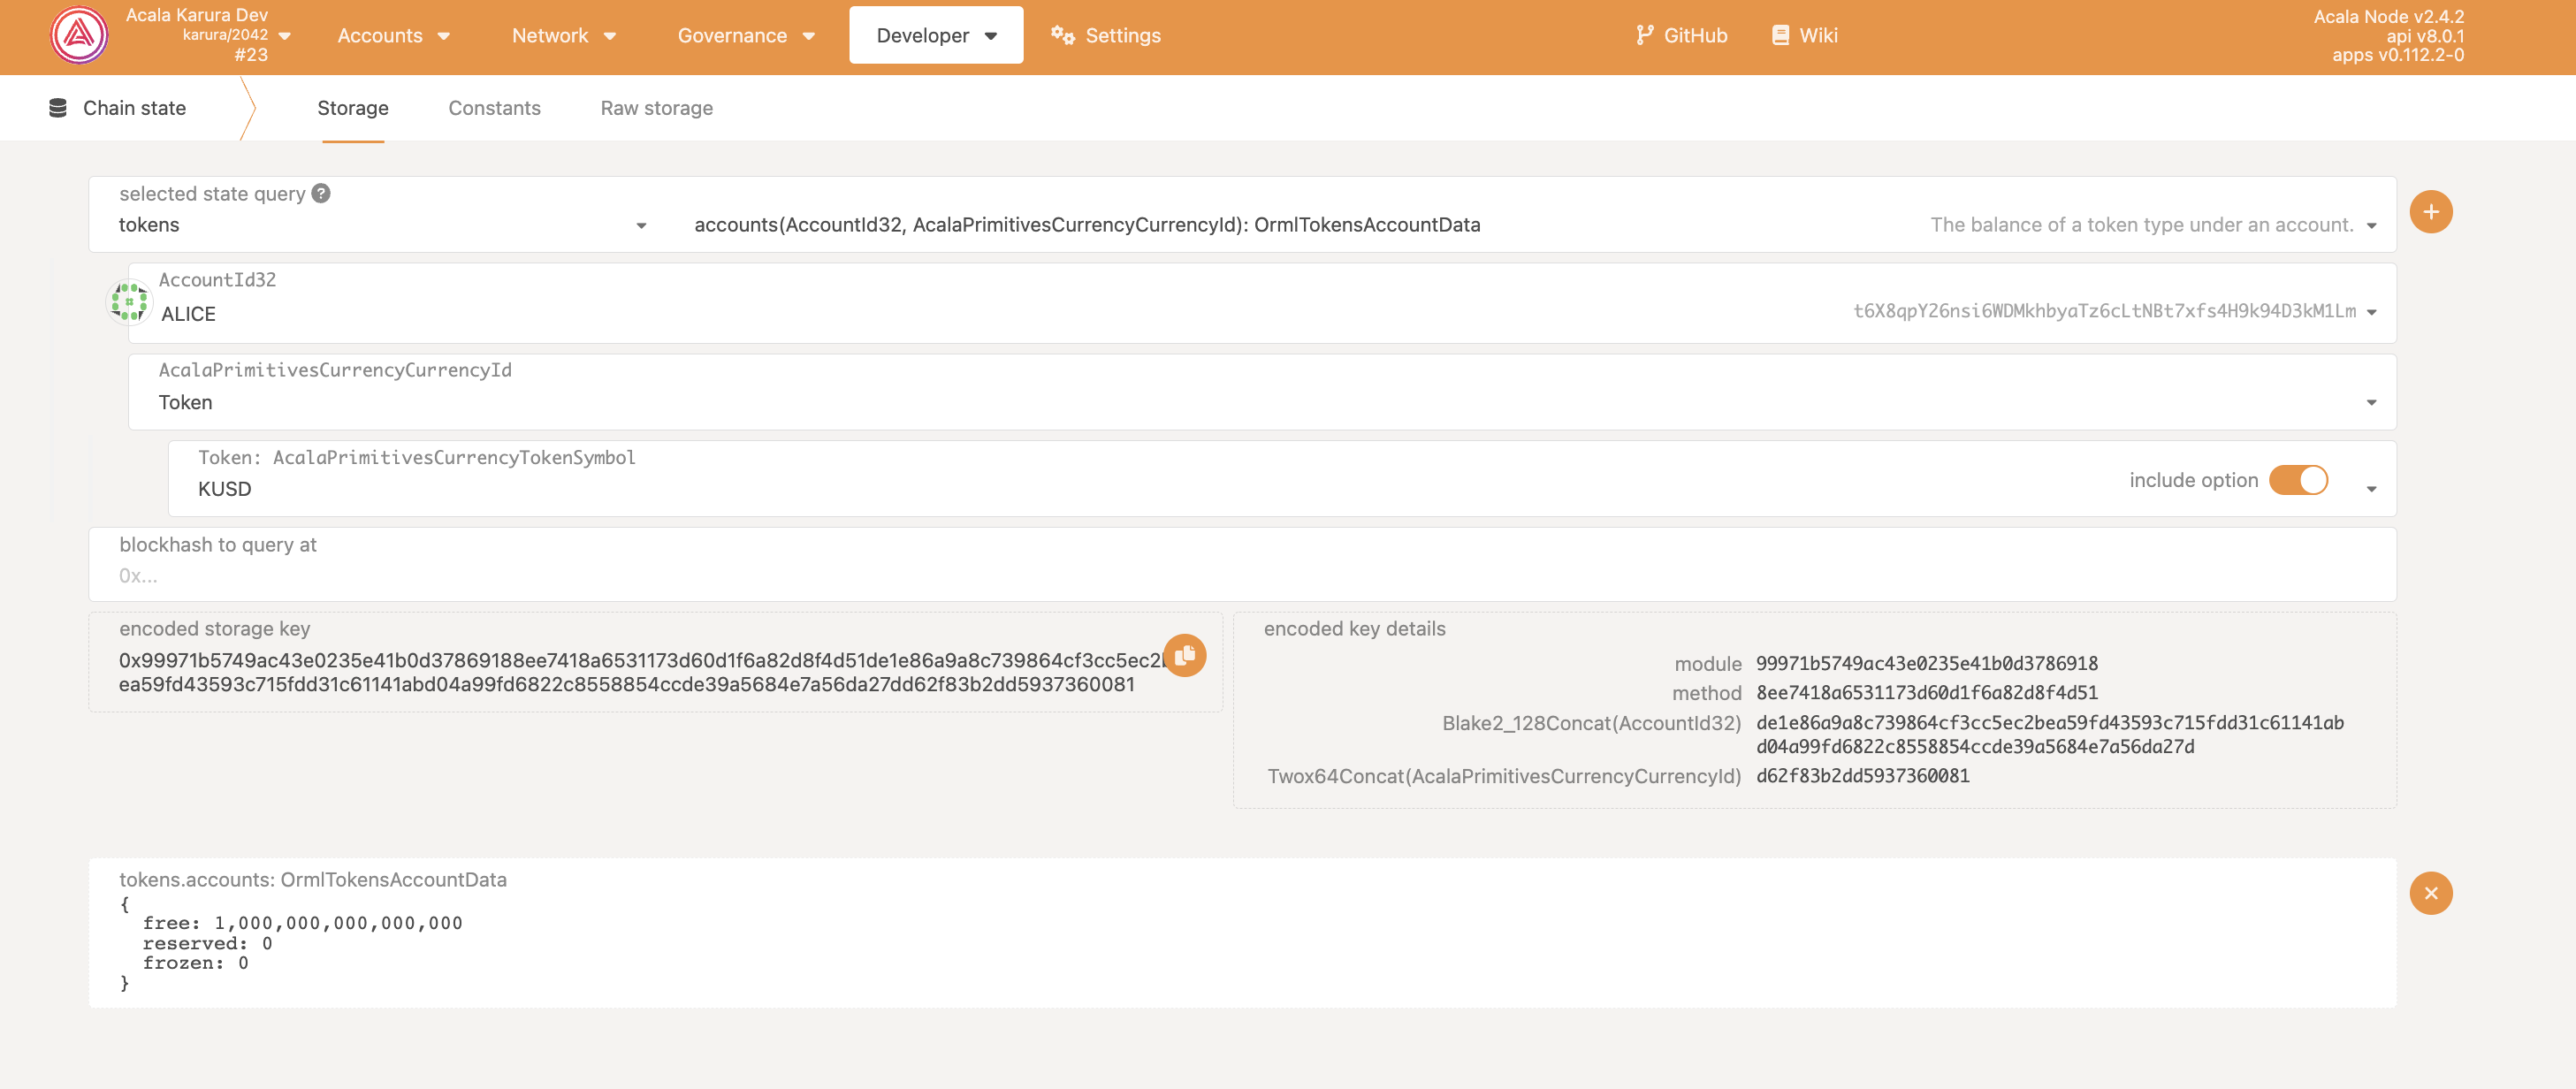 Acala Karura Dev
karura/2042
#23
Accounts
Network
Governance
Developer
Settings
GitHub
Wiki
Acala Node v2.4.2
api v8.0.1
apps v0.112.2-0
Chain state
Storage
Constants
Raw storage
selected state query ?
tokens
accounts(AccountId32, AcalaPrimitivesCurrencyCurrencyId): OrmlTokensAccountData
The balance of a token type under an account.
AccountId32
ALICE
t6X8qpY26nsi6WDMkhbyaTz6cLtNBt7xfs4H9k94D3kM1Lm
AcalaPrimitivesCurrencyCurrencyId
Token
Token: AcalaPrimitivesCurrencyTokenSymbol
KUSD
include option
blockhash to query at
0x...
encoded storage key
0x99971b5749ac43e0235e41b0d37869188ee7418a6531173d60d1f6a82d8f4d51de1e86a9a8c739864cf3cc5ec2b
ea59fd43593c715fdd31c61141abd04a99fd6822c8558854ccde39a5684e7a56da27dd62f83b2dd5937360081
encoded key details
module 99971b5749ac43e0235e41b0d3786918
method 8ee7418a6531173d60d1f6a82d8f4d51
Blake2_128Concat(AccountId32) de1e86a9a8c739864cf3cc5ec2bea59fd43593c715fdd31c61141ab
d04a99fd6822c8558854ccde39a5684e7a56da27d
Twox64Concat(AcalaPrimitivesCurrencyCurrencyId) d62f83b2dd5937360081
tokens.accounts: OrmlTokensAccountData
{
free: 1,000,000,000,000,000
reserved: 0
frozen: 0
}